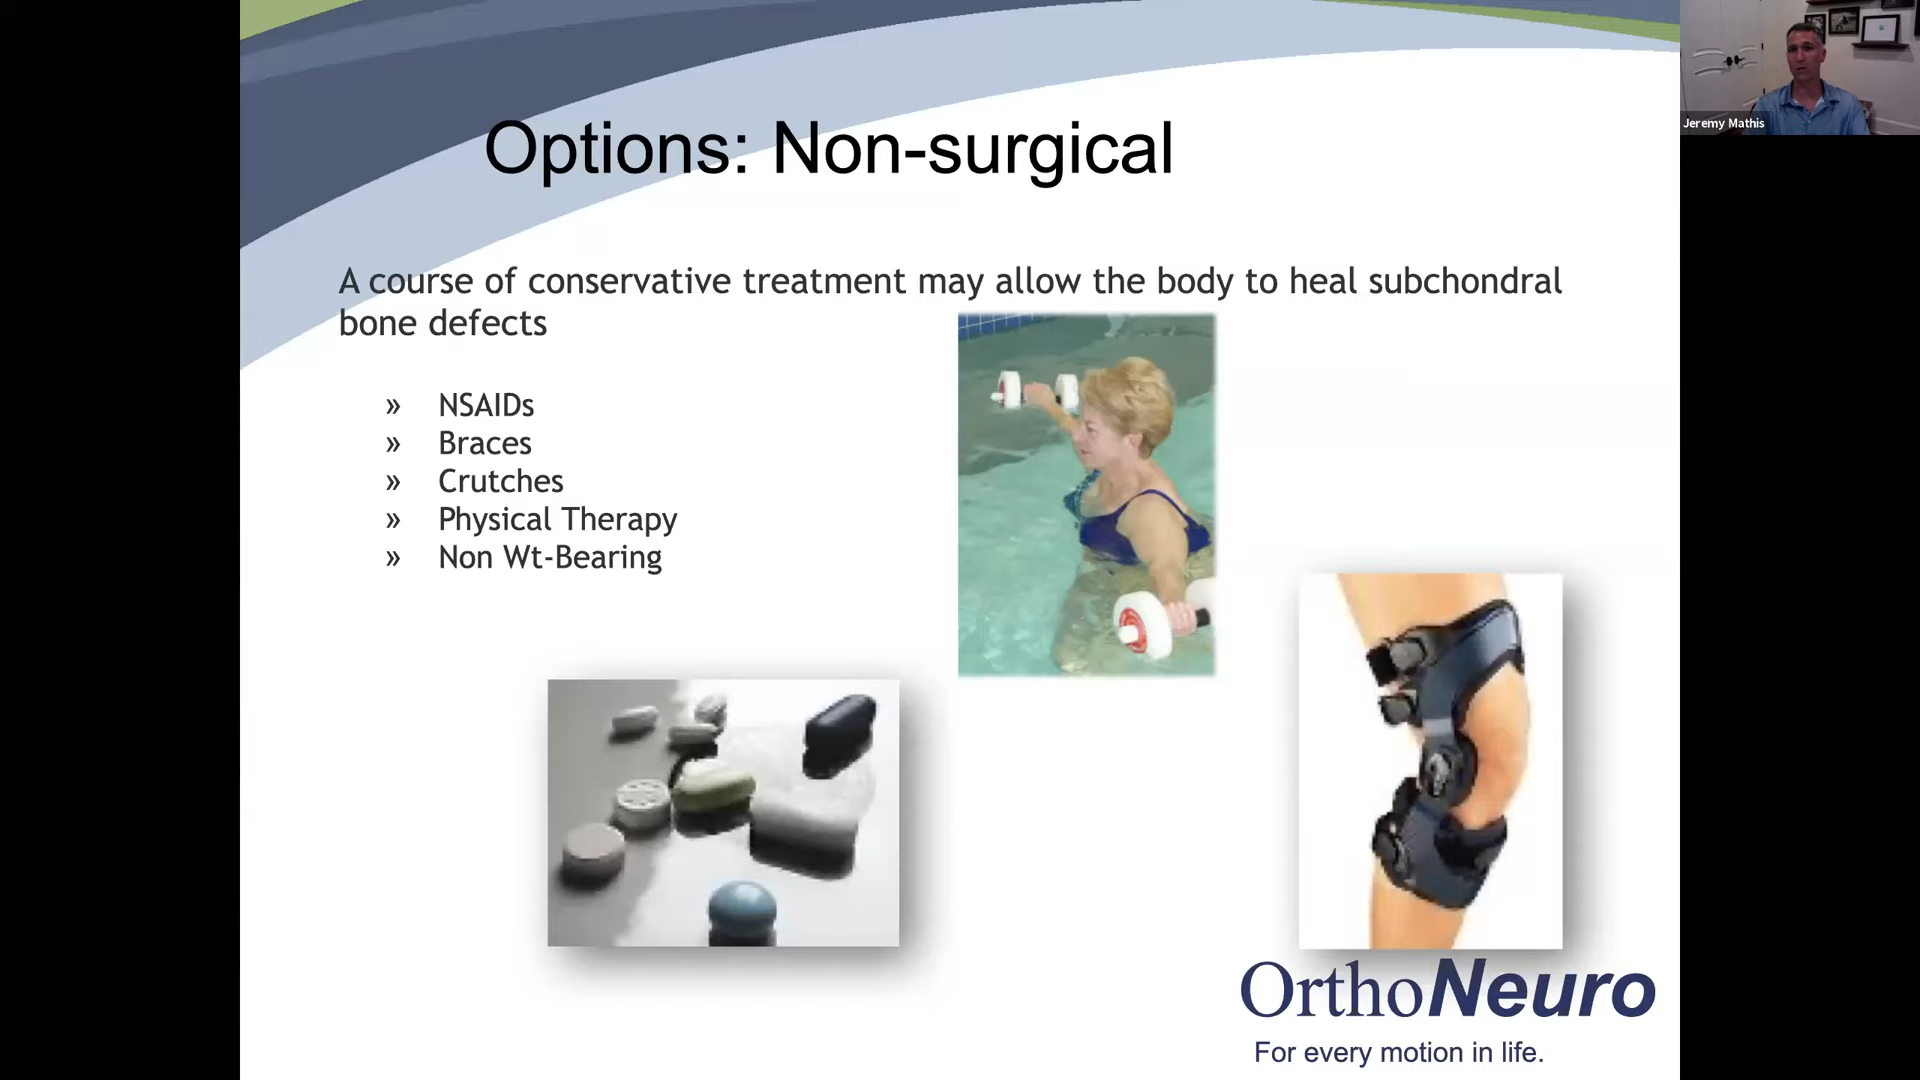 Options: Non-surgical
Jeremy Mathis
A course of conservative treatment may allow the body to heal subchondral
bone defects
» NSAIDs
» Braces
» Crutches
» Physical Therapy
» Non Wt-Bearing
OrthoNeuro
For every motion in life.